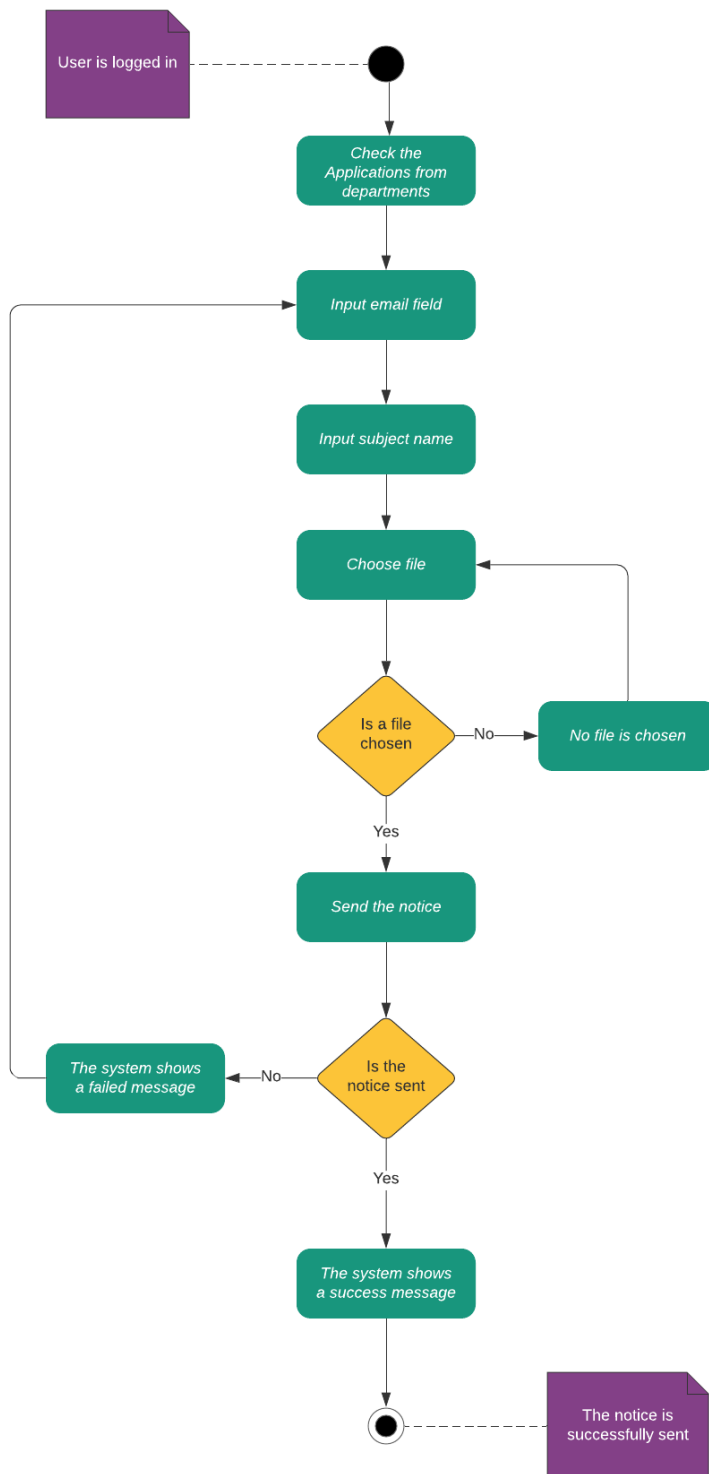 User is logged in
Check the
Applications from
departments
Input email field
Input subject name
Choose file
Is a file
chosen
No
No file is chosen
Yes
Send the notice
Is the
notice sent
No
The system shows
a failed message
Yes
The system shows
a success message
The notice is
successfully sent